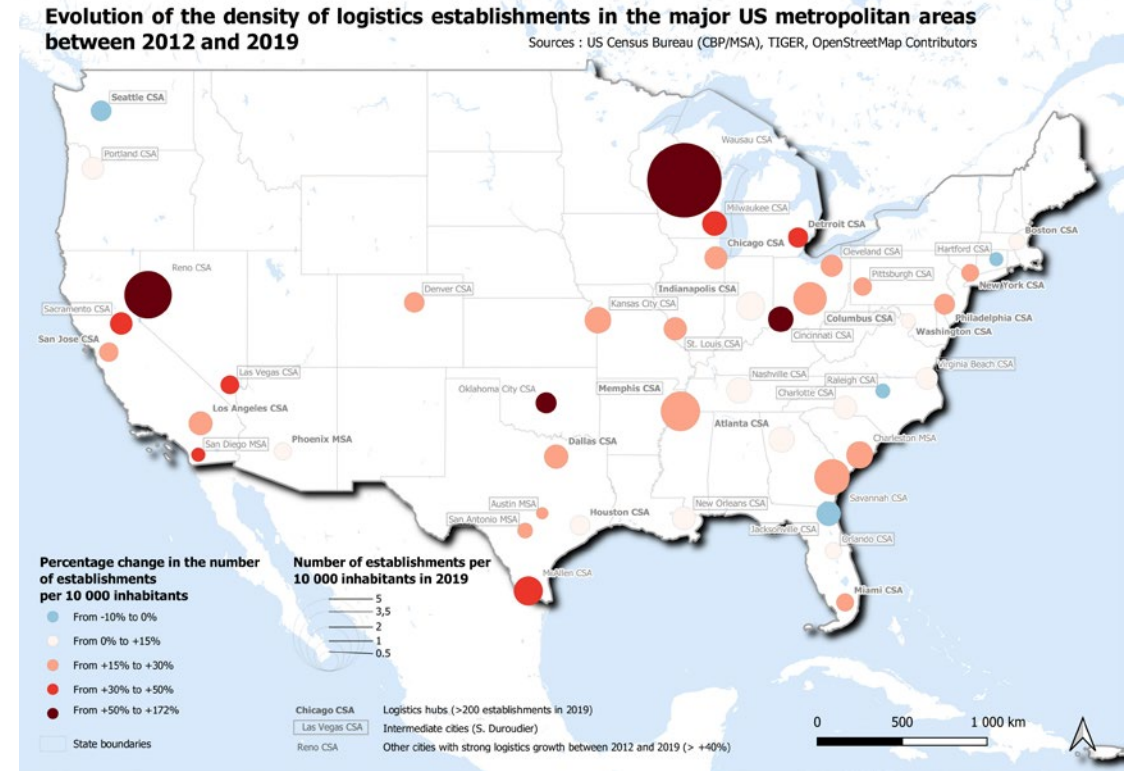 Evolution of the density of logistics establishments in the major US metropolitan areas
between 2012 and 2019
Sources : US Census Bureau (CBP/MSA), TIGER, OpenStreetMap Contributors
Seattle CSA
Portland CSA
Wausau CSA
Milwaukee CSA
Detrroit CSA
Chicago CSA
Boston CSA
Cleveland CSA
Hartford CSA
Reno CSA
Pittsburgh CSA
Denver CSA
Indianapolis CSA
New York CSA
Kansas City CSA
Sacramento CSA
Columbus CSA
Philadelphia CSA
Washington CSA
Cincinnati CSA
San Jose CSA
St. Louis CSA
Virginia Beach CSA
Las Vegas CSA
Nashville CSA
Raleigh CSA
Oklahoma City CSA
Memphis CSA
Charlotte CSA
Los Angeles CSA
Atlanta CSA
San Diego MSA
Phoenix MSA
Dallas CSA
Charleston MSA
Savannah CSA
Austin MSA
New Orleans CSA
San Antonio MSA
Houston CSA
Jacksonville CSA
Orlando CSA
McAllen CSA
Miami CSA
Percentage change in the number
of establishments
per 10 000 inhabitants
From -10% to 0%
From 0% to +15%
From +15% to +30%
From +30% to +50%
From +50% to +172%
State boundaries
Number of establishments per
10 000 inhabitants in 2019
5
3,5
2
1
0.5
Chicago CSA Logistics hubs (>200 establishments in 2019)
Las Vegas CSA Intermediate cities (S. Duroudier)
Reno CSA Other cities with strong logistics growth between 2012 and 2019 (> +40%)
0 500 1 000 km